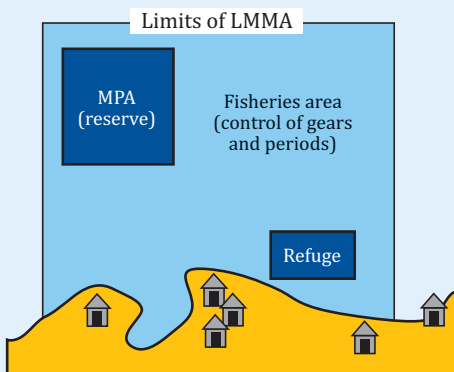 Limits of LMMA
MPA
(reserve)
Fisheries area
(control of gears
and periods)
Refuge